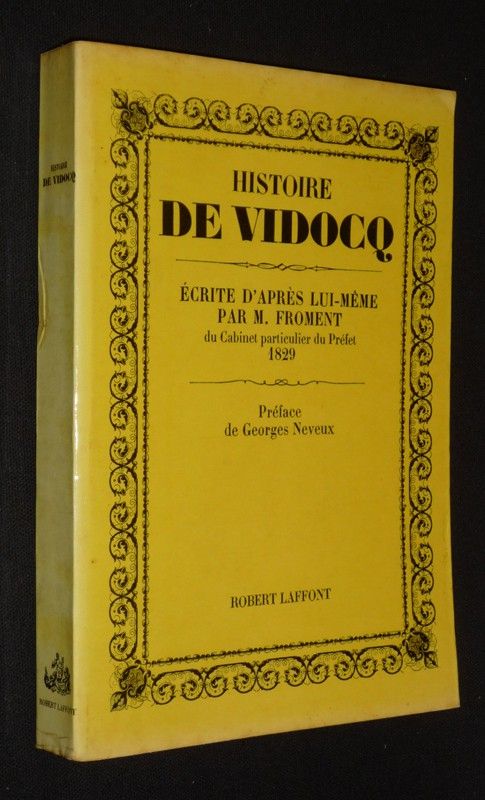 HISTOIRE
DE VIDOCQ
ÉCRITE D'APRÈS LUI-MÊME
PAR M. FROMENT
du Cabinet particulier du Préfet
1829
Préface
de Georges Neveux
ROBERT LAFFONT
HISTOIRE
DE VIDOCQ
ROBERT LAFFONT